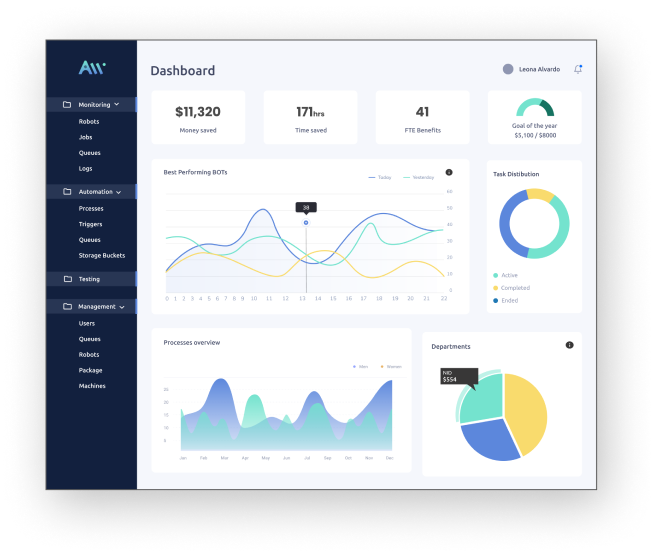 AW
Dashboard
Leona Alvardo
Monitoring
Robots
Jobs
Queues
Logs
Automation
Prcesses
Triggers
Queues
Storage Buckets
Testing
Management
Users
Queues
Robots
Package
Machines
$11,320
Money saved
171hrs
Time saved
41
FTE Benefits
Goal of the year
$5,100 / $8000
Best Performing BOTs
Today
Yesterday
60
50
40
30
20
10
0
38
0 1 2 3 4 5 6 7 8 9 10 11 12 13 14 15 16 17 18 19 20 21 22
Task Distibution
Active
Completed
Ended
Processes overview
Men
Women
25
20
15
10
5
Jan Feb Mar Apr May Jun Jul Sep Oct Nov Dec
Departments
NID
$554